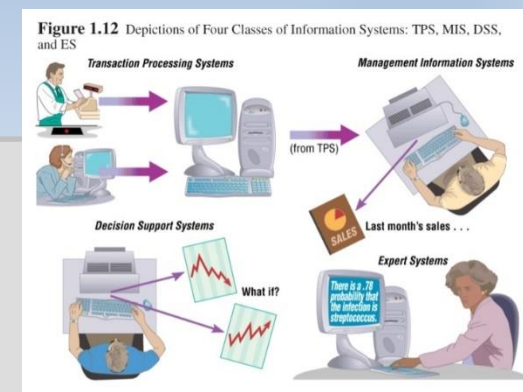 Figure 1.12 Depictions of Four Classes of Information Systems: TPS, MIS, DSS,
and ES
Transaction Processing Systems
Management Information Systems
(from TPS)
SALES
Last month's sales . . .
Decision Support Systems
What if?
Expert Systems
There is a .78
probability that
the infection is
streptococcus.